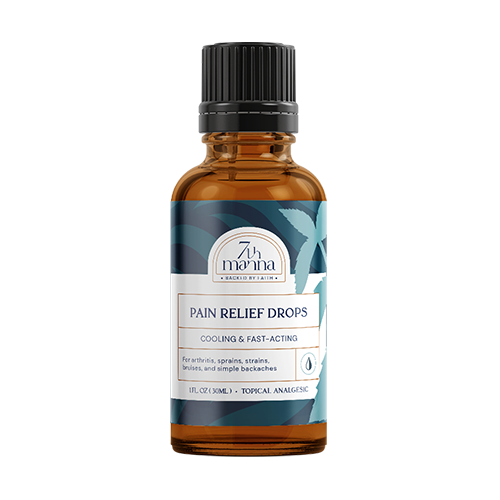 7th
manna
• BACKED BY FAITH •
PAIN RELIEF DROPS
COOLING & FAST-ACTING
For arthritis, sprains, strains,
bruises, and simple backaches
1 FL OZ (30ML) • TOPICAL ANALGESIC